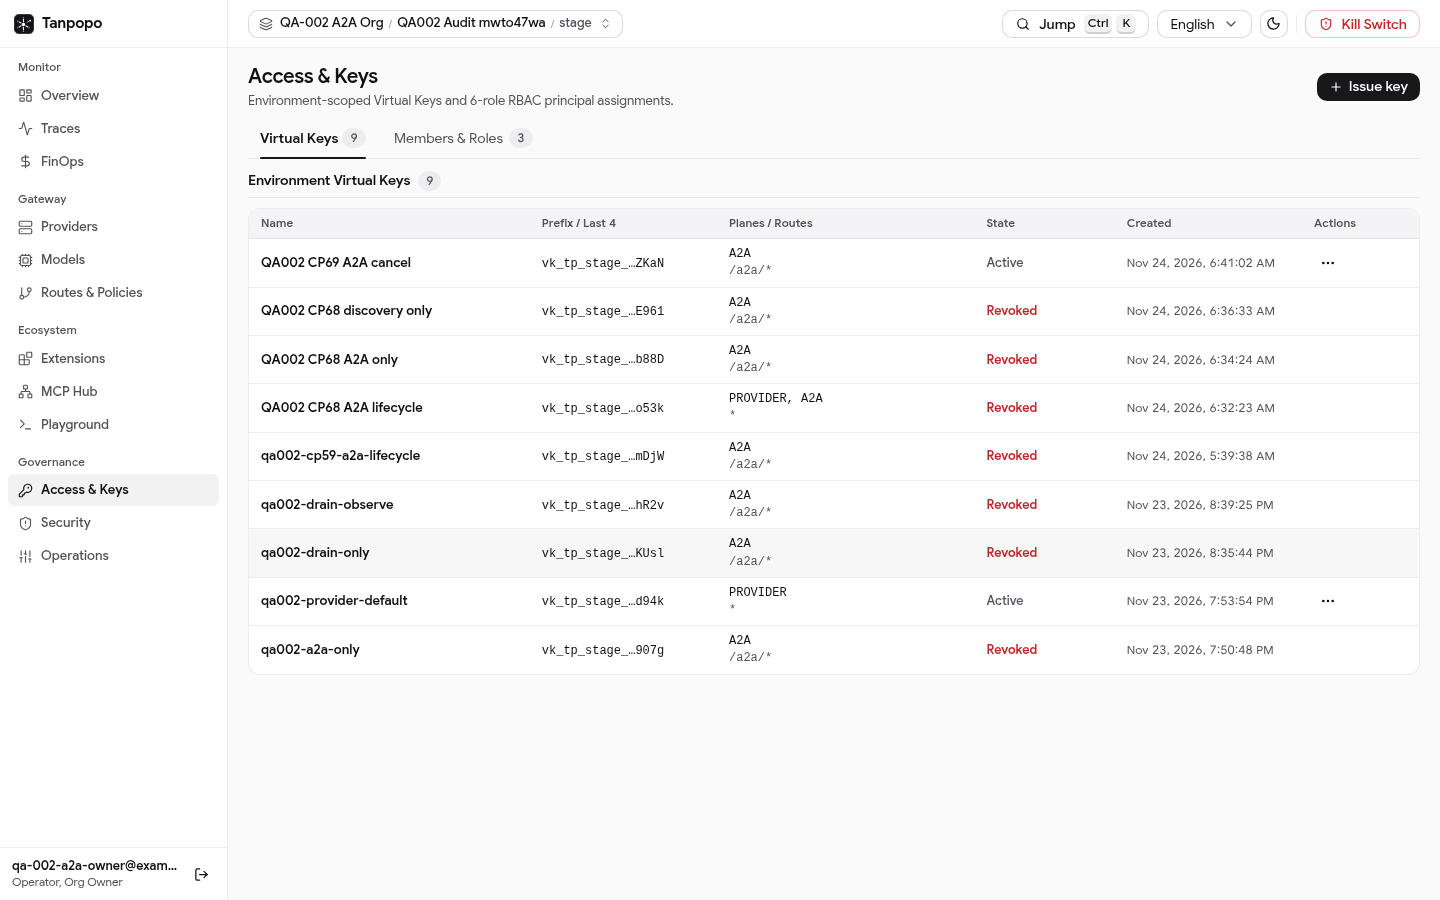 Tanpopo
QA-002 A2A Org / QA002 Audit mwto47wa / stage
Jump Ctrl K
English
Kill Switch
Monitor
Overview
Traces
FinOps
Gateway
Providers
Models
Routes & Policies
Ecosystem
Extensions
MCP Hub
Playground
Governance
Access & Keys
Security
Operations
qa-002-a2a-owner@exam...
Operator, Org Owner
Access & Keys
Environment-scoped Virtual Keys and 6-role RBAC principal assignments.
Issue key
Virtual Keys 9 Members & Roles 3
Environment Virtual Keys 9
Name Prefix / Last 4 Planes / Routes State Created Actions
QA002 CP69 A2A cancel vk_tp_stage_…ZKaN A2A Active Nov 24, 2026, 6:41:02 AM
/a2a/*
QA002 CP68 discovery only vk_tp_stage_…E961 A2A Revoked Nov 24, 2026, 6:36:33 AM
/a2a/*
QA002 CP68 A2A only vk_tp_stage_…b88D A2A Revoked Nov 24, 2026, 6:34:24 AM
/a2a/*
QA002 CP68 A2A lifecycle vk_tp_stage_…o53k PROVIDER, A2A Revoked Nov 24, 2026, 6:32:23 AM
*
qa002-cp59-a2a-lifecycle vk_tp_stage_…mDjW A2A Revoked Nov 24, 2026, 5:39:38 AM
/a2a/*
qa002-drain-observe vk_tp_stage_…hR2v A2A Revoked Nov 23, 2026, 8:39:25 PM
/a2a/*
qa002-drain-only vk_tp_stage_…KUsl A2A Revoked Nov 23, 2026, 8:35:44 PM
/a2a/*
qa002-provider-default vk_tp_stage_…d94k PROVIDER Active Nov 23, 2026, 7:53:54 PM
*
qa002-a2a-only vk_tp_stage_…907g A2A Revoked Nov 23, 2026, 7:50:48 PM
/a2a/*